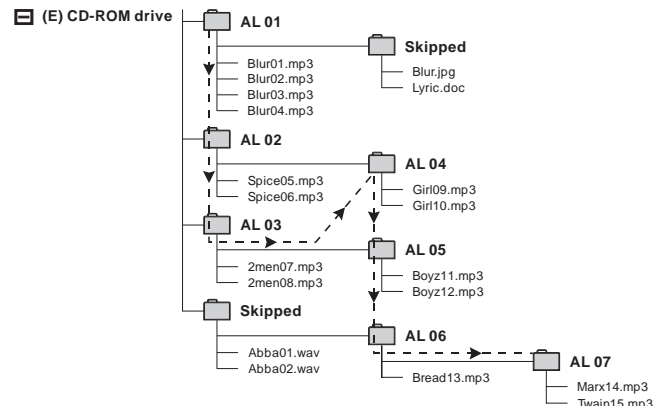 (E) CD-ROM drive
AL 01
Blur01.mp3
Blur02.mp3
Blur03.mp3
Blur04.mp3
Skipped
Blur.jpg
Lyric.doc
AL 02
Spice05.mp3
Spice06.mp3
AL 04
Girl09.mp3
Girl10.mp3
AL 03
2men07.mp3
2men08.mp3
AL 05
Boyz11.mp3
Boyz12.mp3
Skipped
Abba01.wav
Abba02.wav
AL 06
Bread13.mp3
AL 07
Marx14.mp3
Twain15.mp3